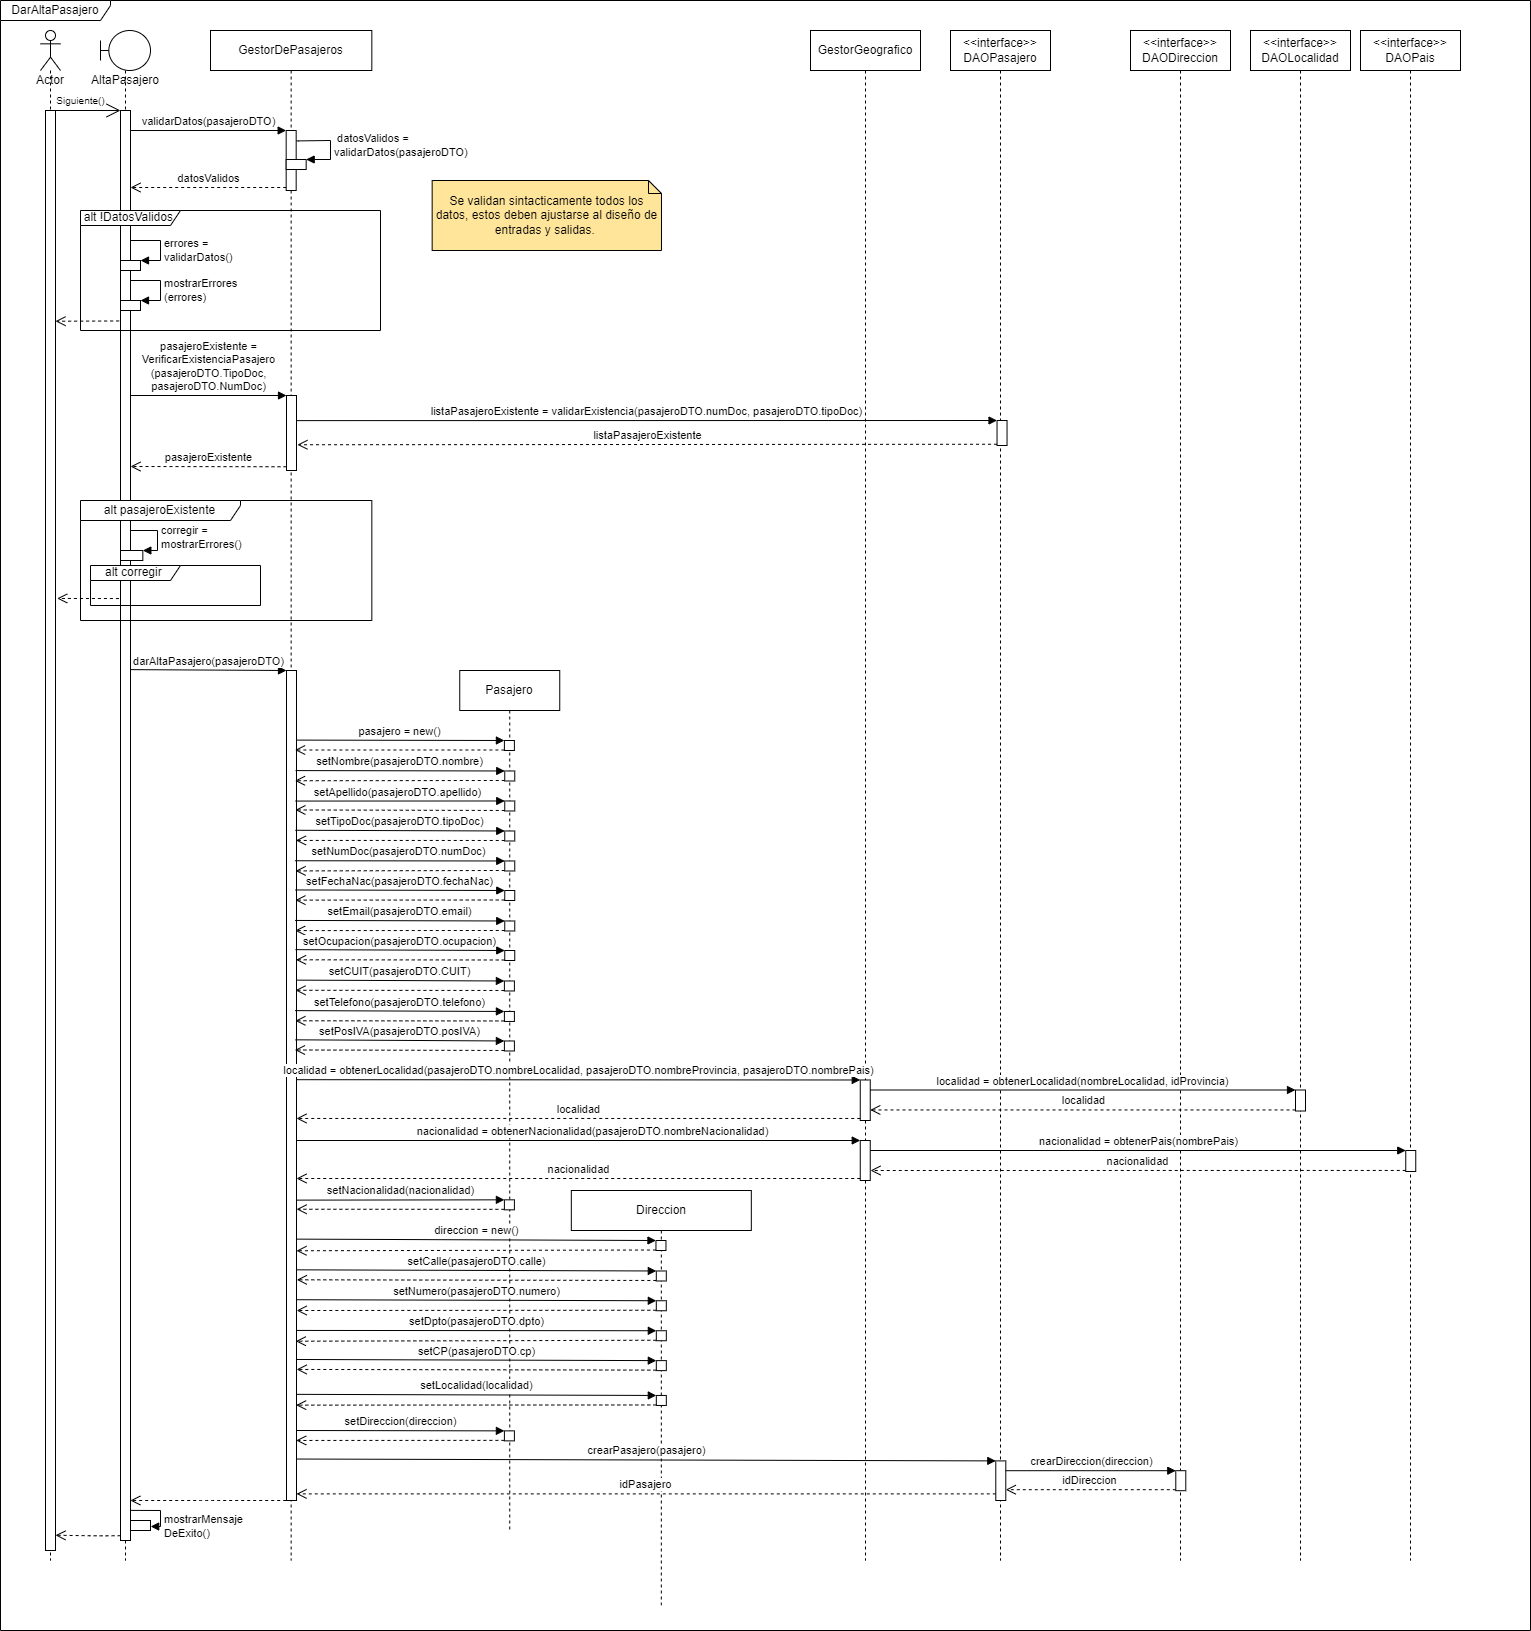 DarAltaPasajero
Actor
AltaPasajero
GestorDePasajeros
GestorGeografico
<<interface>>
DAOPasajero
<<interface>>
DAODireccion
<<interface>>
DAOLocalidad
<<interface>>
DAOPais
Siguiente()
validarDatos(pasajeroDTO)
datosValidos =
validarDatos(pasajeroDTO)
datosValidos
Se validan sintacticamente todos los
datos, estos deben ajustarse al diseño de
entradas y salidas.
alt !DatosValidos
errores =
validarDatos()
mostrarErrores
(errores)
pasajeroExistente =
VerificarExistenciaPasajero
(pasajeroDTO.TipoDoc,
pasajeroDTO.NumDoc)
listaPasajeroExistente = validarExistencia(pasajeroDTO.numDoc, pasajeroDTO.tipoDoc)
listaPasajeroExistente
pasajeroExistente
alt pasajeroExistente
corregir =
mostrarErrores()
alt corregir
darAltaPasajero(pasajeroDTO)
Pasajero
pasajero = new()
setNombre(pasajeroDTO.nombre)
setApellido(pasajeroDTO.apellido)
setTipoDoc(pasajeroDTO.tipoDoc)
setNumDoc(pasajeroDTO.numDoc)
setFechaNac(pasajeroDTO.fechaNac)
setEmail(pasajeroDTO.email)
setOcupacion(pasajeroDTO.ocupacion)
setCUIT(pasajeroDTO.CUIT)
setTelefono(pasajeroDTO.telefono)
setPosIVA(pasajeroDTO.posIVA)
localidad = obtenerLocalidad(pasajeroDTO.nombreLocalidad, pasajeroDTO.nombreProvincia, pasajeroDTO.nombrePais)
localidad = obtenerLocalidad(nombreLocalidad, idProvincia)
localidad
localidad
nacionalidad = obtenerNacionalidad(pasajeroDTO.nombreNacionalidad)
nacionalidad = obtenerPais(nombrePais)
nacionalidad
nacionalidad
setNacionalidad(nacionalidad)
Direccion
direccion = new()
setCalle(pasajeroDTO.calle)
setNumero(pasajeroDTO.numero)
setDpto(pasajeroDTO.dpto)
setCP(pasajeroDTO.cp)
setLocalidad(localidad)
setDireccion(direccion)
crearPasajero(pasajero)
crearDireccion(direccion)
idDireccion
idPasajero
mostrarMensaje
DeExito()